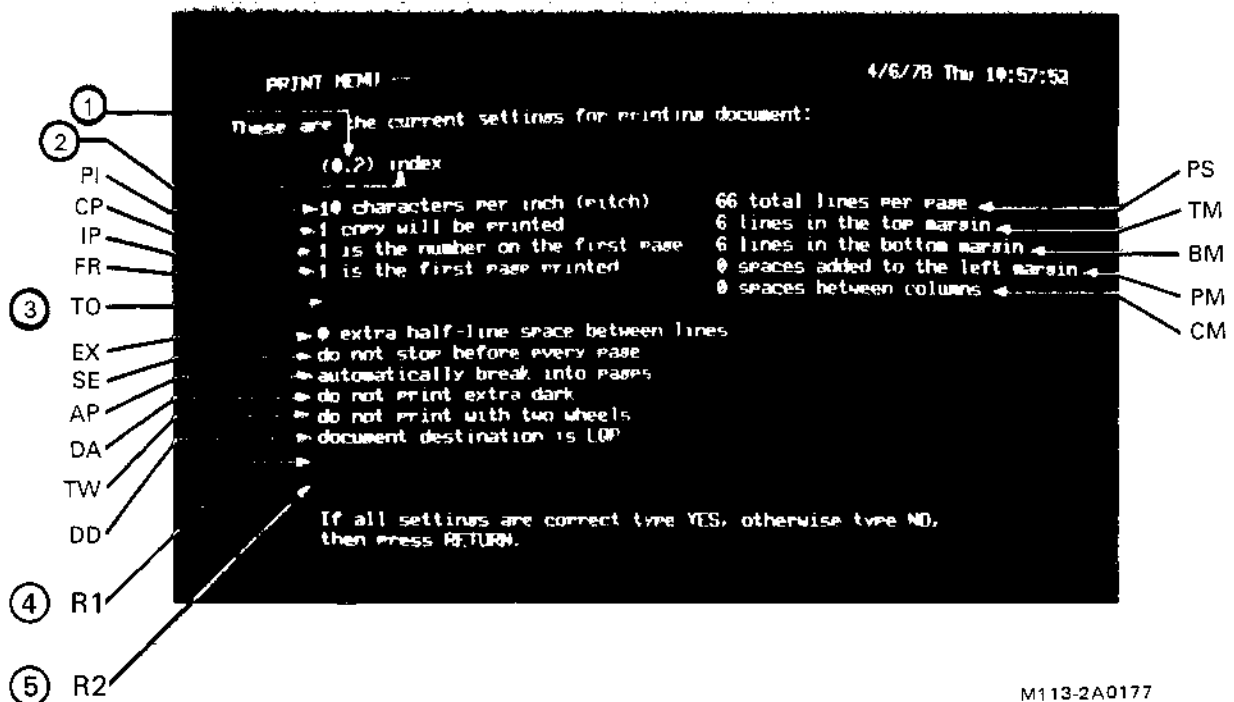 PRINT MENU --
4/6/78 Thu 10:57:52
These are the current settings for printing document:
(0.2) index
10 characters per inch (pitch)
1 copy will be printed
1 is the number on the first page
1 is the first page printed
66 total lines per page
6 lines in the top margin
6 lines in the bottom margin
0 spaces added to the left margin
0 spaces between columns
0 extra half-line space between lines
do not stop before every page
automatically break into pages
do not print extra dark
do not print with two wheels
document destination is LQP
If all settings are correct type YES, otherwise type NO,
then press RETURN.
1
2
PI
CP
IP
FR
3 TO
EX
SE
AP
DA
TW
DD
4 R1
5 R2
PS
TM
BM
PM
CM
M113-2A0177